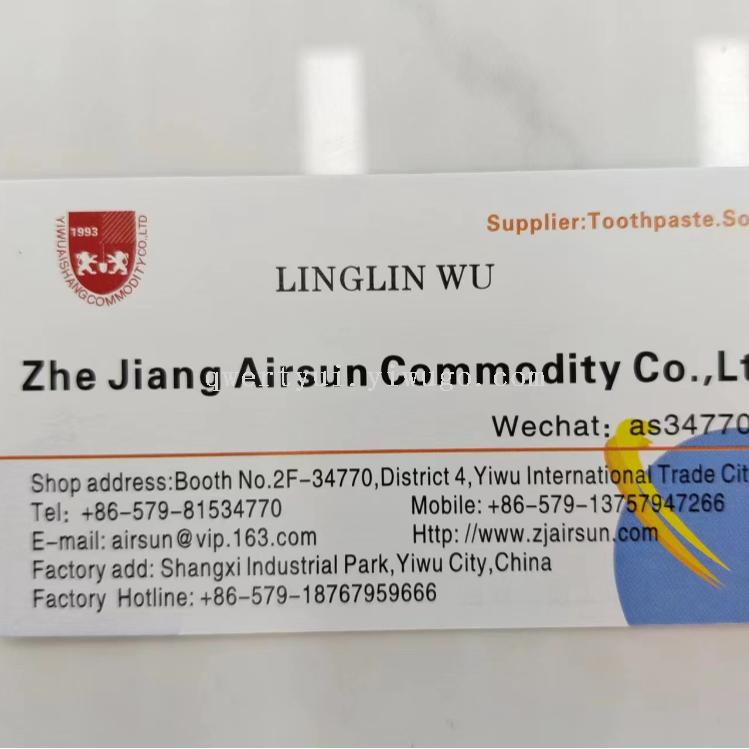 1993
YIWUAISHANGCOMMODITYCO.,LTD
Supplier:Toothpaste.So
LINGLIN WU
Zhe Jiang Airsun Commodity Co.,Lt
qwertyui.yiwugo.com
Wechat: as34770
Shop address:Booth No.2F-34770,District 4,Yiwu International Trade Cit
Tel: +86-579-81534770 Mobile: +86-579-13757947266
E-mail: airsun@vip.163.com Http: //www.zjairsun.com
Factory add: Shangxi Industrial Park,Yiwu City,China
Factory Hotline: +86-579-18767959666